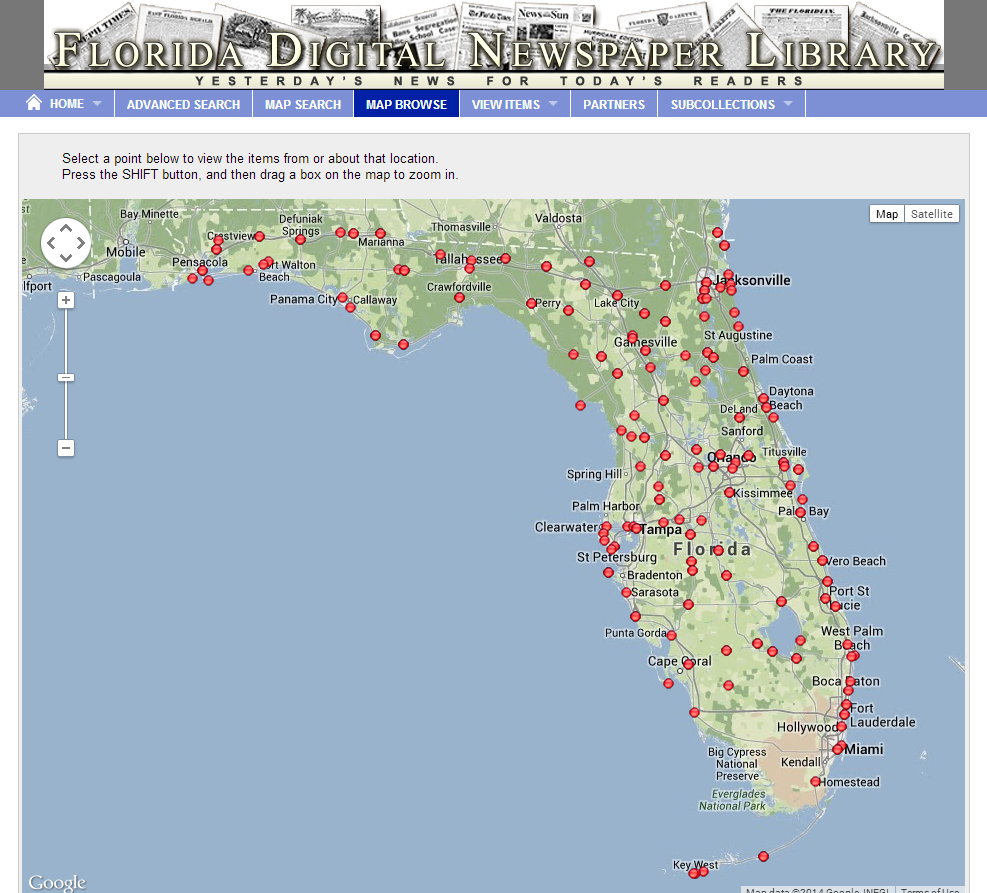 FLORIDA DIGITAL NEWSPAPER LIBRARY
YESTERDAY'S NEWS FOR TODAY'S READERS
HOME
ADVANCED SEARCH
MAP SEARCH
MAP BROWSE
VIEW ITEMS
PARTNERS
SUBCOLLECTIONS
Select a point below to view the items from or about that location.
Press the SHIFT button, and then drag a box on the map to zoom in.
Map
Satellite
Bay Minette
Mobile
Pascagoula
lfport
Crestview
Pensacola
Defuniak
Springs
Marianna
Beach
Panama City
Callaway
Thomasville
Valdosta
Tallahassee
Crawfordville
Perry
Lake City
Jacksonville
St Augustine
Gainesville
Palm Coast
Daytona
Beach
DeLand
Sanford
Orlando
Titusville
Spring Hill
Kissimmee
Palm Harbor
Palm Bay
Clearwater
Tampa
Florida
St Petersburg
Vero Beach
Bradenton
Sarasota
Port St
Lucie
Punta Gorda
West Palm
Beach
Cape Coral
Boca Raton
Fort
Lauderdale
Hollywood
Miami
Big Cypress
National
Preserve
Kendall
Homestead
Everglades
National Park
Key West
Google
Map data ©2014 Google, INEGI
Terms of Use